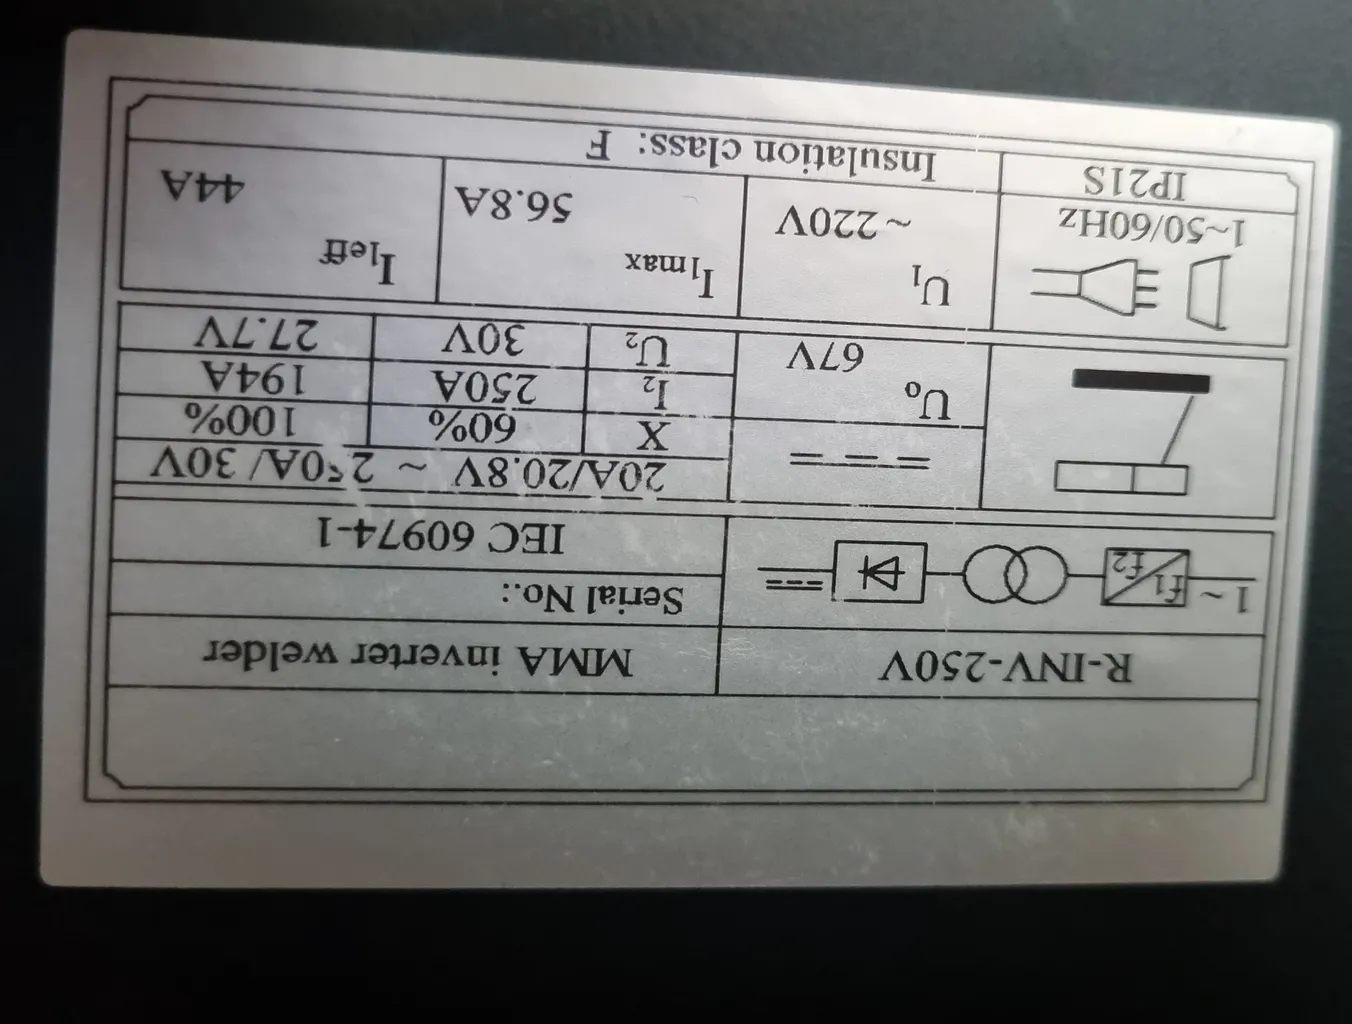 R-INV-250V MMA inverter welder
Serial No.:
1~ f1 f2
IEC 60974-1
20A/20.8V ~ 250A/ 30V
X 60% 100%
U₀ I₂ 250A 194A
67V U₂ 30V 27.7V
U₁ I₁max I₁eff
1~50/60Hz ~220V 56.8A 44A
IP21S Insulation class: F